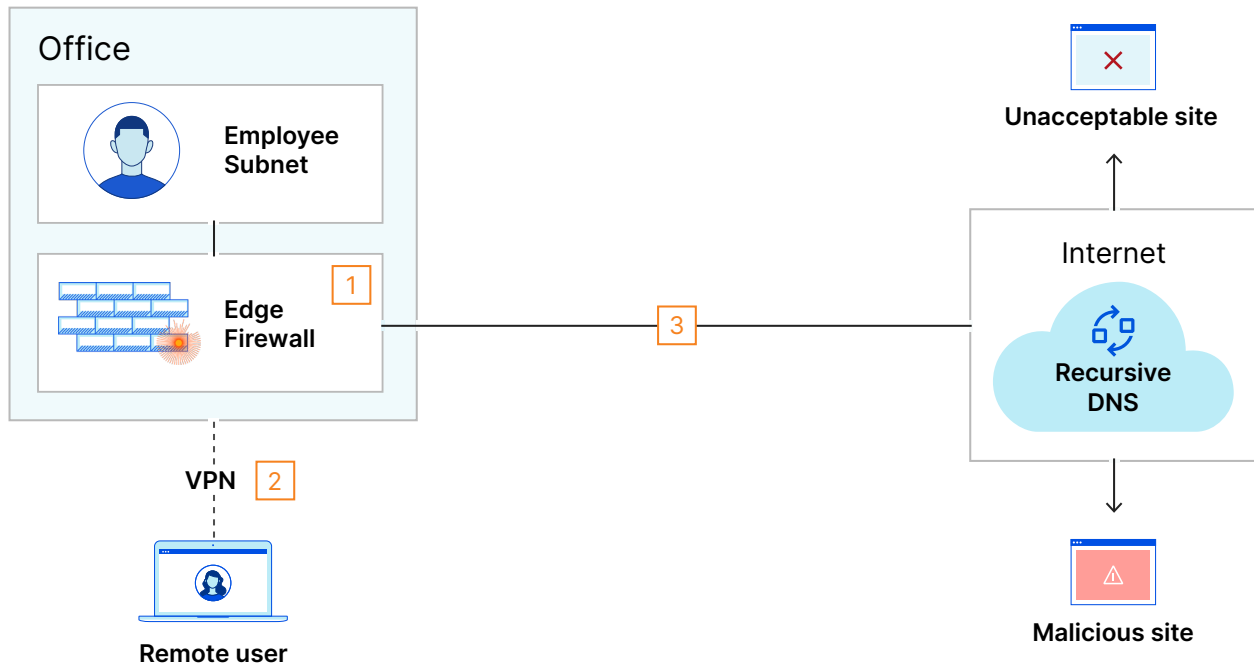 Office
Employee
Subnet
1
Edge
Firewall
VPN
2
Remote user
3
Unacceptable site
Internet
Recursive
DNS
Malicious site